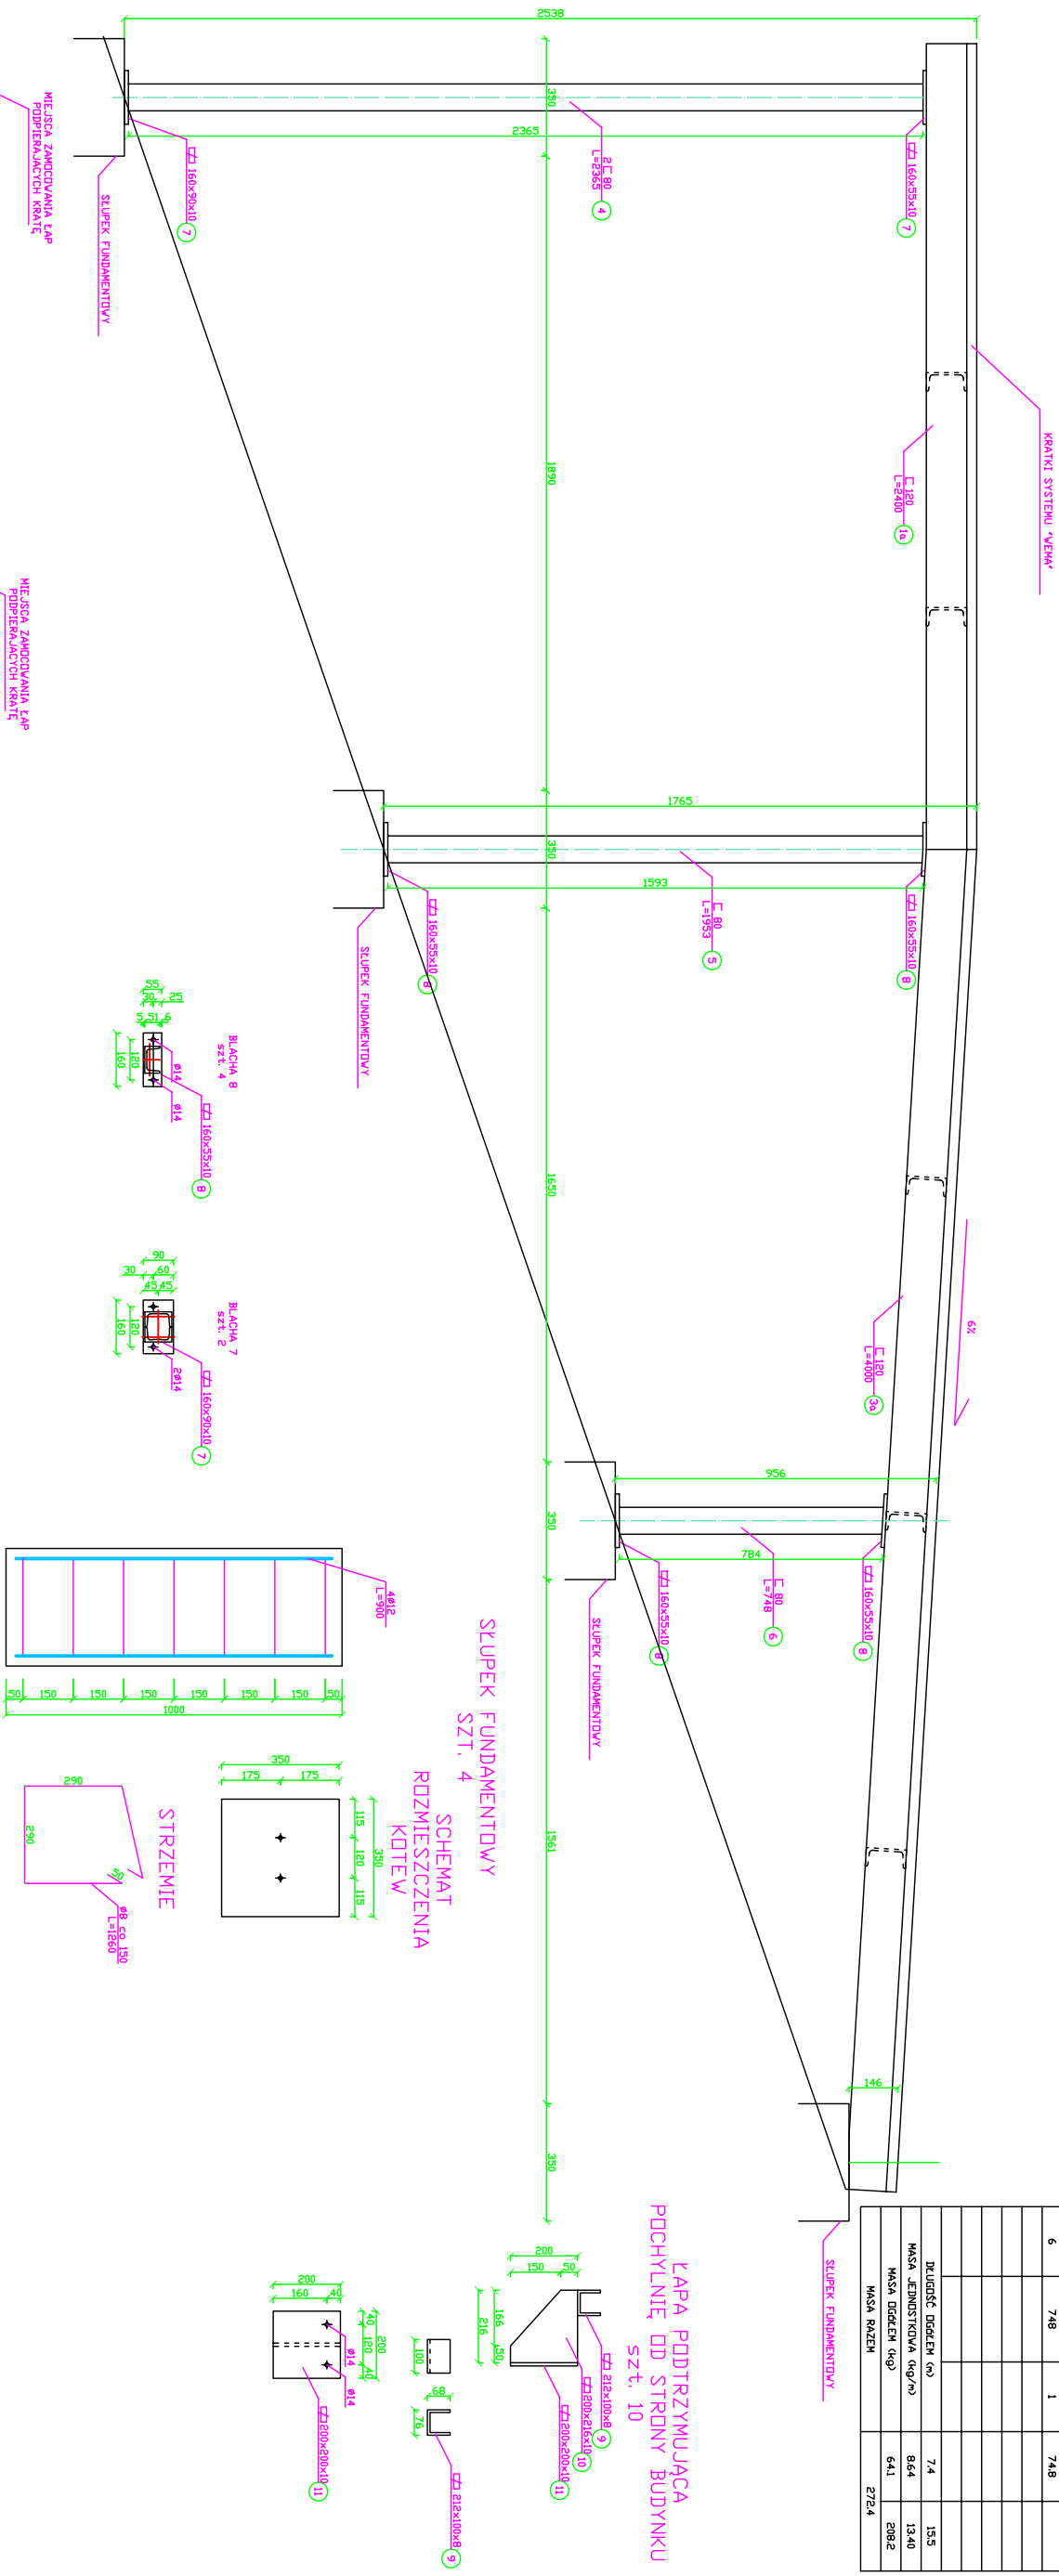 2538
350
2365
1890
1765
350
1593
1650
956
350
784
1561
146
350
KRATKI SYSTEMU "WEMA"
6%
⊏ 120
L=2400
1a
⊏ 120
L=4000
3a
160x55x10
7
2⊏ 80
L=2365
4
160x90x10
7
SŁUPEK FUNDAMENTOWY
MIEJSCA ZAMOCOWANIA ŁAP
PODPIERAJACYCH KRATĘ
MIEJSCA ZAMOCOWANIA ŁAP
PODPIERAJACYCH KRATĘ
160x55x10
8
⊏ 80
L=1953
5
160x55x10
8
SŁUPEK FUNDAMENTOWY
160x55x10
8
⊏ 80
L=748
6
160x55x10
8
SŁUPEK FUNDAMENTOWY
SŁUPEK FUNDAMENTOWY
BLACHA 8
szt. 4
55
30
25
120
160
ø14
ø14
160x55x10
8
BLACHA 7
szt. 2
90
30
60
45
45
120
160
2ø14
160x90x10
7
SŁUPEK FUNDAMENTOWY
SZT. 4
4ø12
L=900
50
150
150
150
150
150
150
50
1000
SCHEMAT
ROZMIESZCZENIA
KOTEW
350
175
175
115
120
115
350
STRZEMIE
290
290
50
ø8 co 150
L=1260
ŁAPA PODTRZYMUJĄCA
POCHYLNIĘ OD STRONY BUDYNKU
szt. 10
200
150
50
166
50
216
212x100x8
9
200x216x10
10
200x200x10
11
100
68
76
212x100x8
9
200
160
40
40
120
40
200
ø14
ø14
200x200x10
11
6 748 1 74.8
DŁUGOŚĆ OGÓŁEM (m) 7.4 15.5
MASA JEDNOSTKOWA (kg/m) 8.64 13.40
MASA OGÓŁEM (kg) 64.1 208.2
MASA RAZEM 272.4